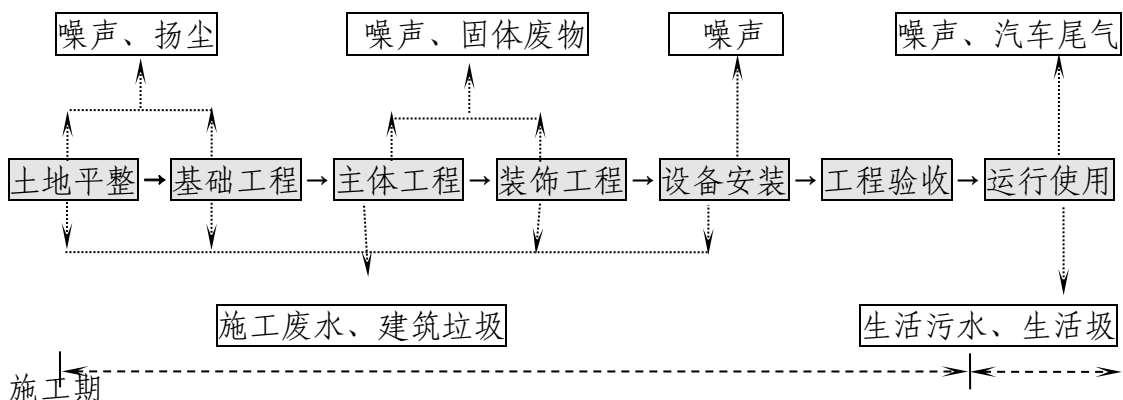 噪声、扬尘
噪声、固体废物
噪声
噪声、汽车尾气
土地平整
基础工程
主体工程
装饰工程
设备安装
工程验收
运行使用
施工废水、建筑垃圾
生活污水、生活圾
施工期